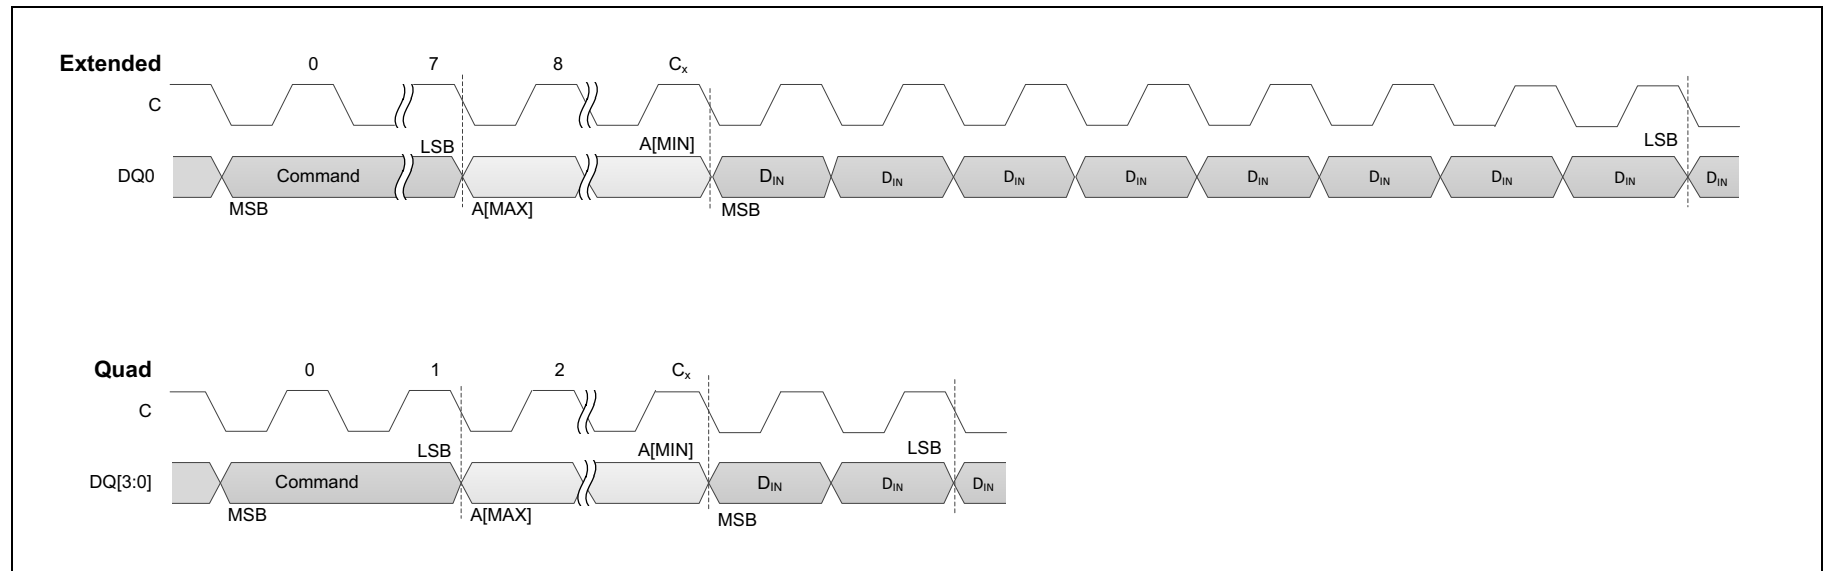 Extended 0 7 8 Cx
C
LSB A[MIN] LSB
DQ0 Command DIN DIN DIN DIN DIN DIN DIN DIN DIN
MSB A[MAX] MSB
Quad 0 1 2 Cx
C
LSB A[MIN] LSB
DQ[3:0] Command DIN DIN DIN
MSB A[MAX] MSB